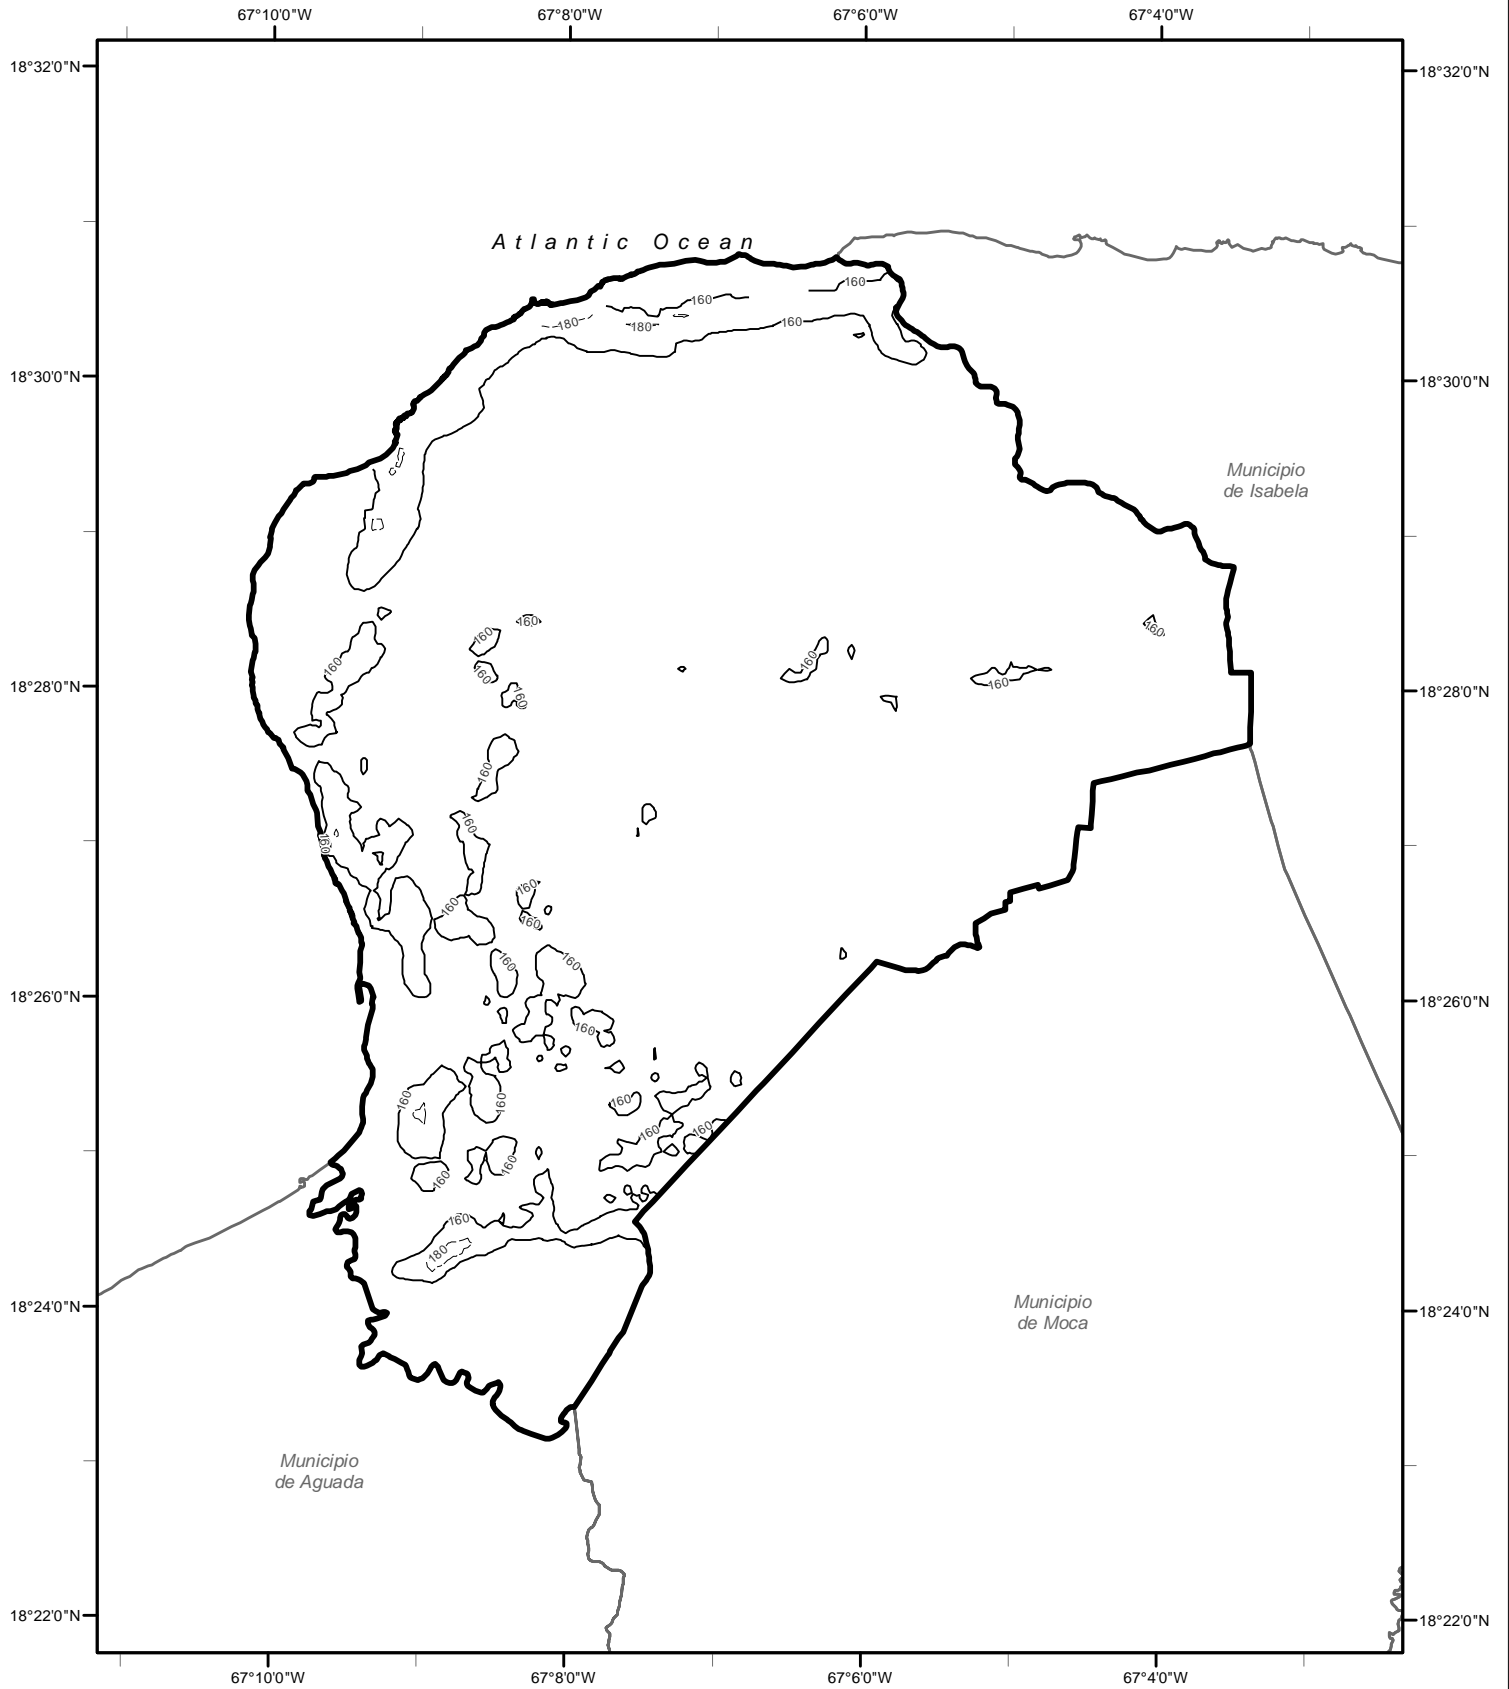 67°10'0"W 67°8'0"W 67°6'0"W 67°4'0"W
18°32'0"N 18°32'0"N
Atlantic Ocean
160
160
180 180 160
18°30'0"N 18°30'0"N
Municipio
de Isabela
160
160 160
160 160
160 160
18°28'0"N 18°28'0"N
160
160
160
160
160
160
160
160 160
18°26'0"N 18°26'0"N
160
160 160 160
160 160
160
160
160
180
18°24'0"N 18°24'0"N
Municipio
de Moca
Municipio
de Aguada
18°22'0"N 18°22'0"N
67°10'0"W 67°8'0"W 67°6'0"W 67°4'0"W